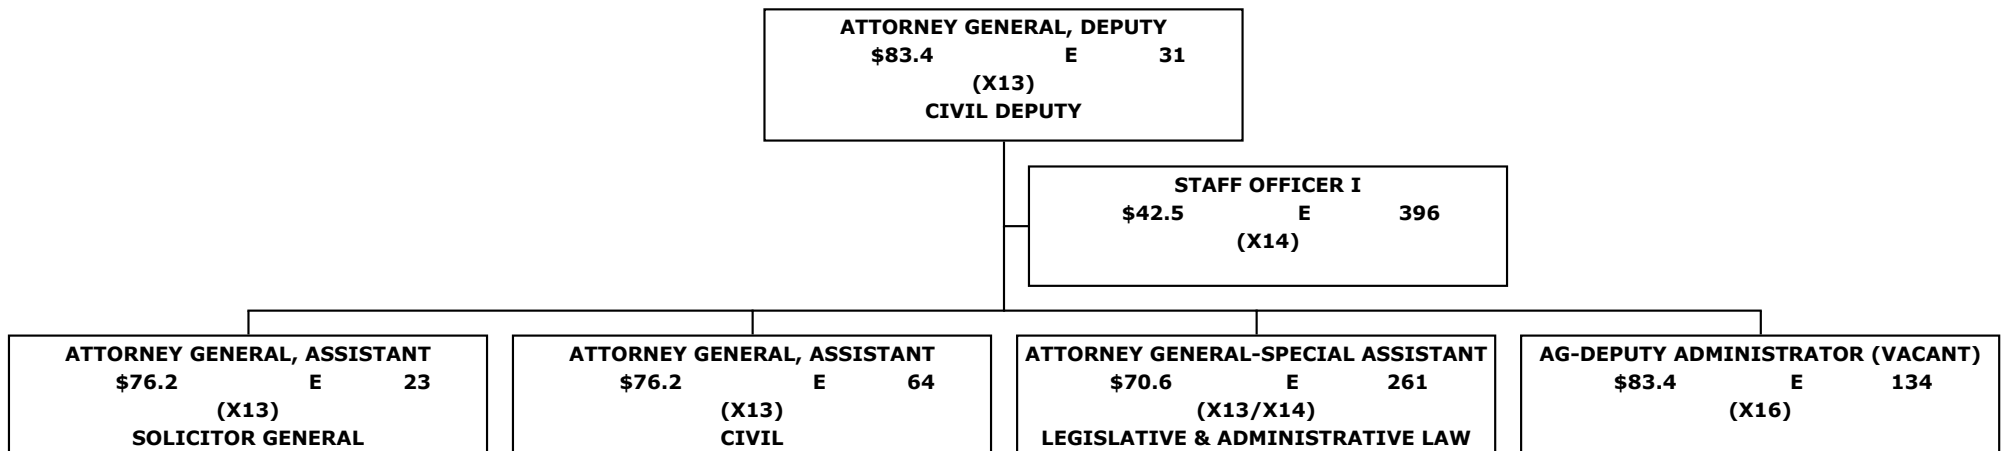 ATTORNEY GENERAL, DEPUTY
$83.4 E 31
(X13)
CIVIL DEPUTY
STAFF OFFICER I
$42.5 E 396
(X14)
ATTORNEY GENERAL, ASSISTANT
$76.2 E 23
(X13)
SOLICITOR GENERAL
ATTORNEY GENERAL, ASSISTANT
$76.2 E 64
(X13)
CIVIL
ATTORNEY GENERAL-SPECIAL ASSISTANT
$70.6 E 261
(X13/X14)
LEGISLATIVE & ADMINISTRATIVE LAW
AG-DEPUTY ADMINISTRATOR (VACANT)
$83.4 E 134
(X16)